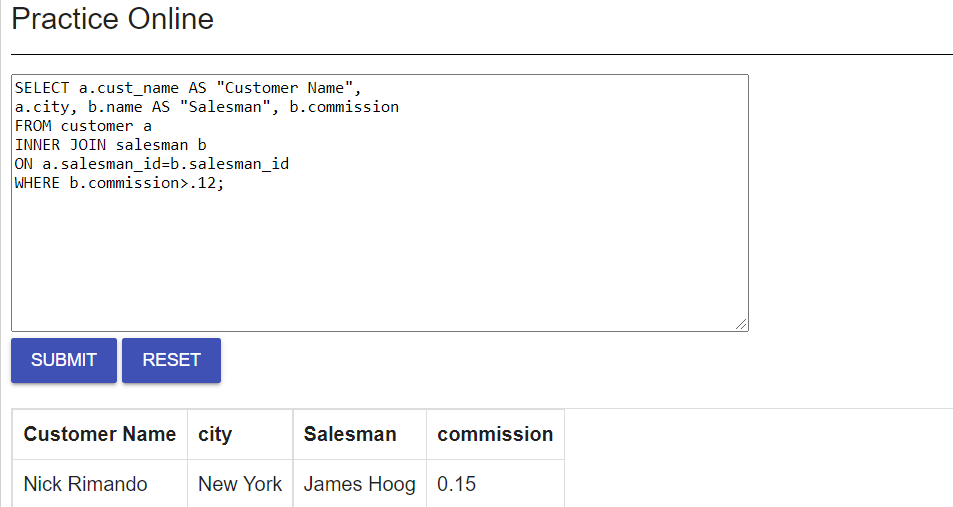 Practice Online
SELECT a.cust_name AS "Customer Name",
a.city, b.name AS "Salesman", b.commission
FROM customer a
INNER JOIN salesman b
ON a.salesman_id=b.salesman_id
WHERE b.commission>.12;
SUBMIT RESET
Customer Name city Salesman commission
Nick Rimando New York James Hoog 0.15